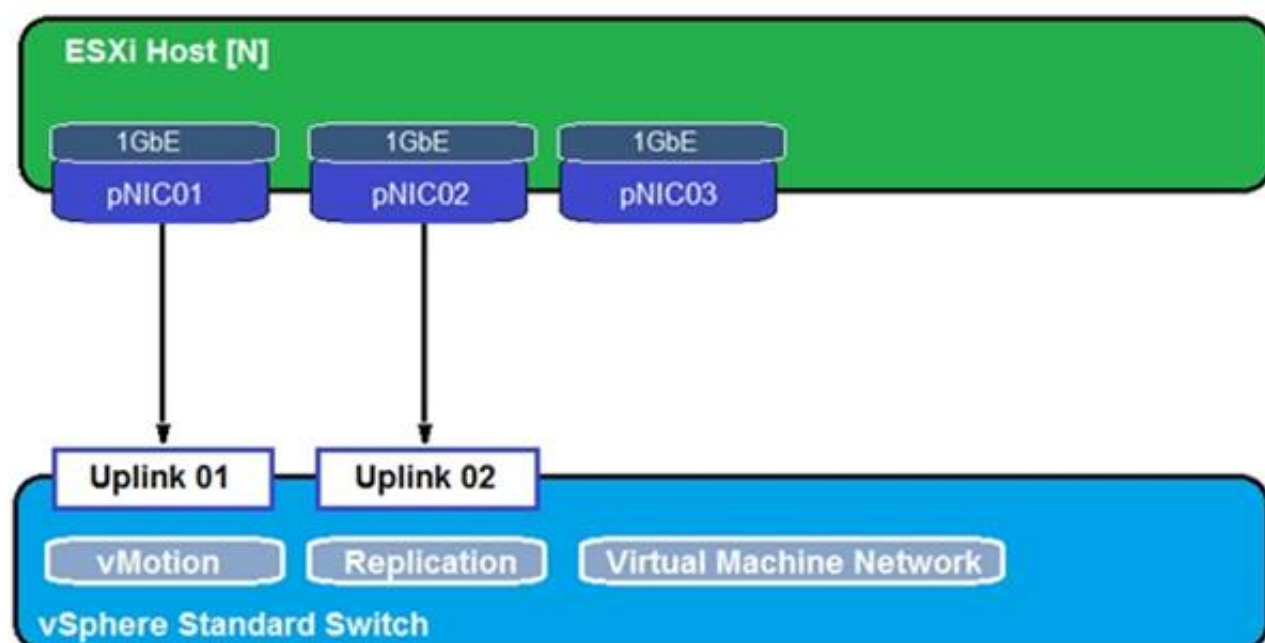 ESXi Host [N]
1GbE 1GbE 1GbE
pNIC01 pNIC02 pNIC03
Uplink 01 Uplink 02
vMotion Replication Virtual Machine Network
vSphere Standard Switch